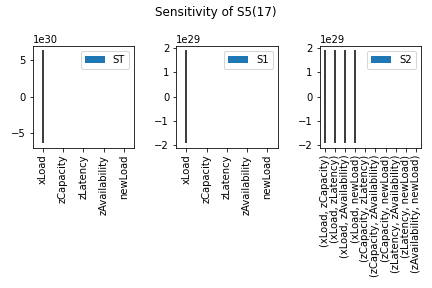 Sensitivity of S5(17)
1e30
ST
5
0
−5
xLoad
zCapacity
zLatency
zAvailability
newLoad
1e29
S1
2
1
0
−1
−2
xLoad
zCapacity
zLatency
zAvailability
newLoad
1e29
S2
2
1
0
−1
−2
(xLoad, zCapacity)
(xLoad, zLatency)
(xLoad, zAvailability)
(xLoad, newLoad)
(zCapacity, zLatency)
(zCapacity, zAvailability)
(zCapacity, newLoad)
(zLatency, zAvailability)
(zLatency, newLoad)
(zAvailability, newLoad)